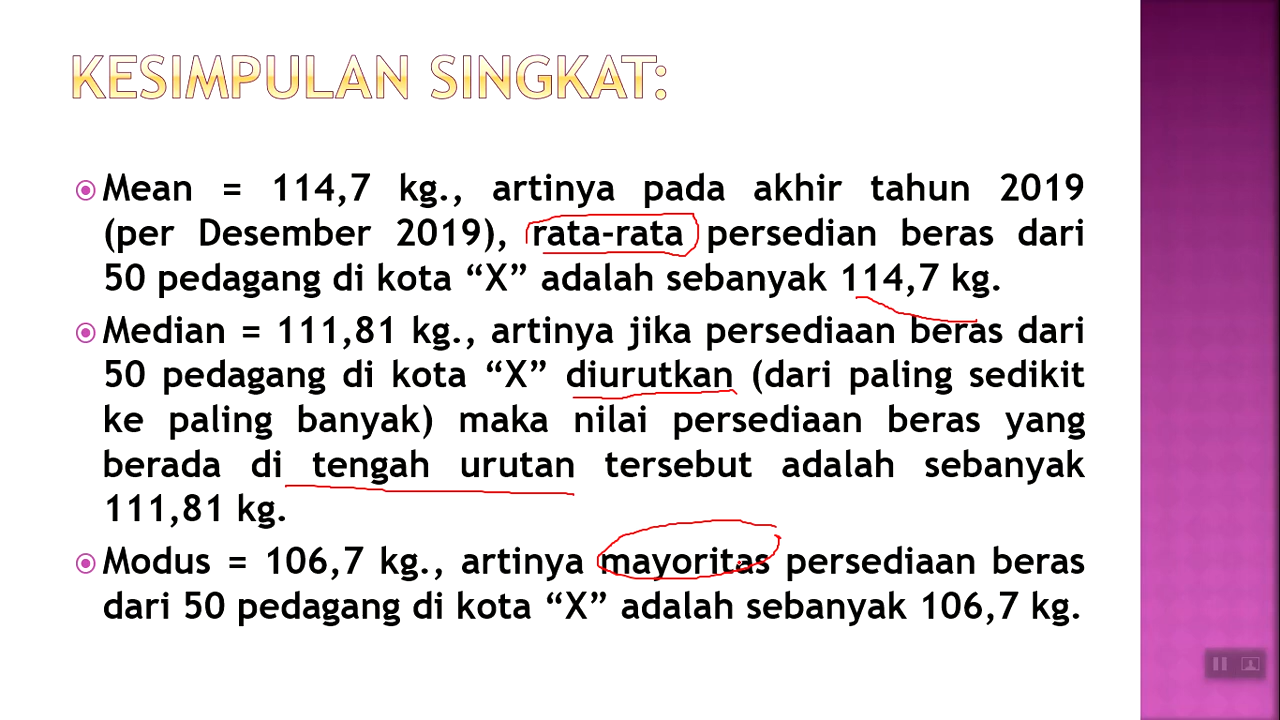 KESIMPULAN SINGKAT:
Mean = 114,7 kg., artinya pada akhir tahun 2019
(per Desember 2019), rata-rata persedian beras dari
50 pedagang di kota “X” adalah sebanyak 114,7 kg.
Median = 111,81 kg., artinya jika persediaan beras dari
50 pedagang di kota “X” diurutkan (dari paling sedikit
ke paling banyak) maka nilai persediaan beras yang
berada di tengah urutan tersebut adalah sebanyak
111,81 kg.
Modus = 106,7 kg., artinya mayoritas persediaan beras
dari 50 pedagang di kota “X” adalah sebanyak 106,7 kg.